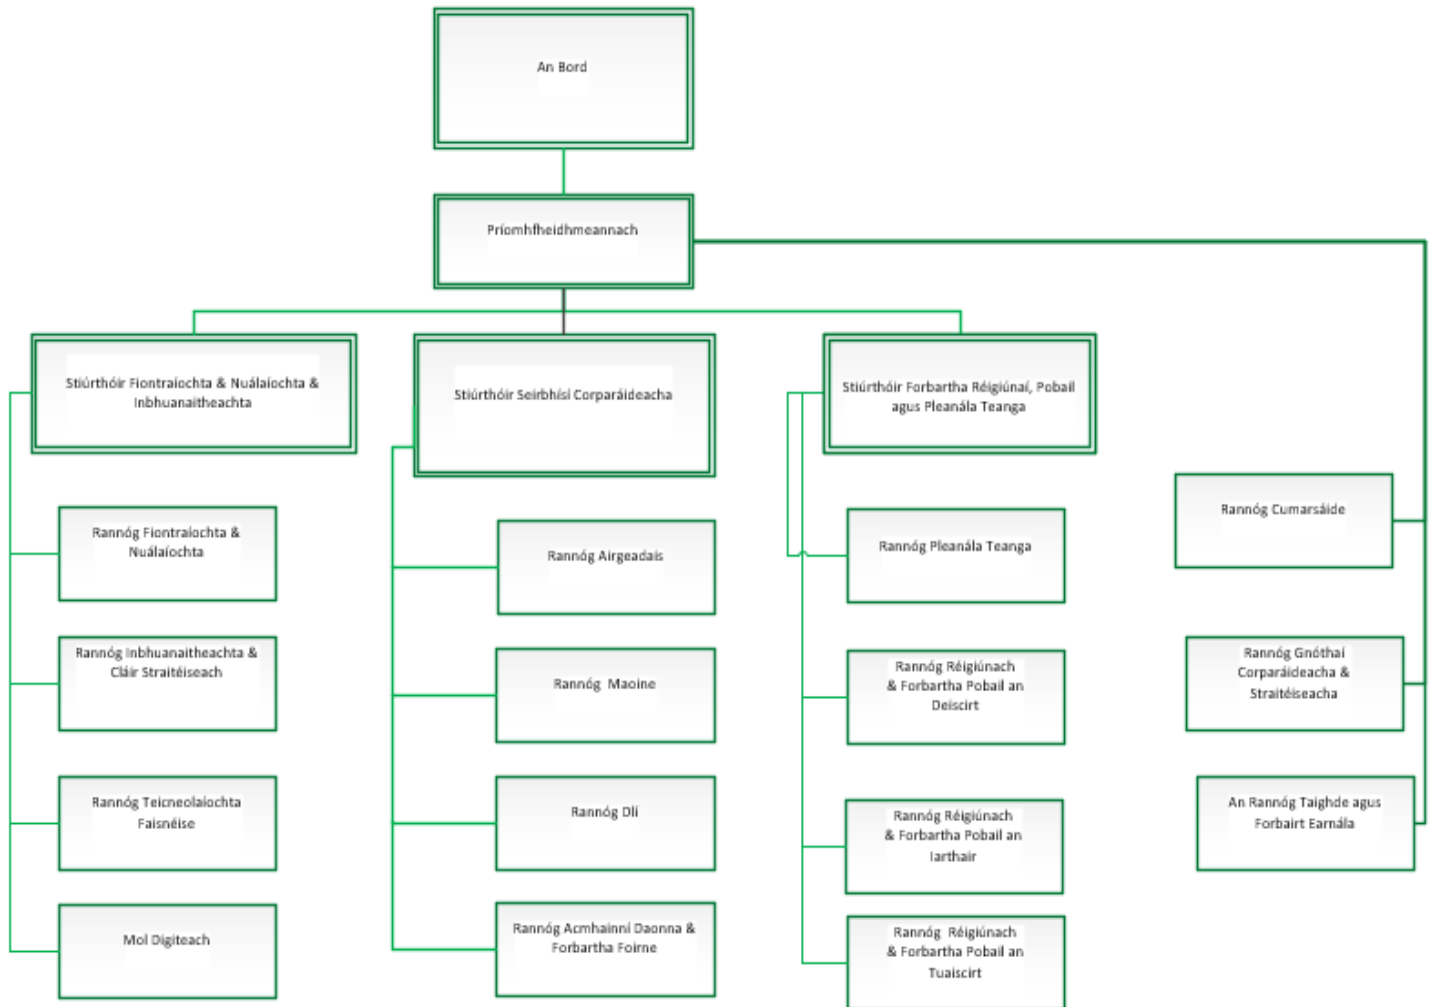 An Bord
Príomhfheidhmeannach
Stiúrthóir Fiontraíochta & Nuálaíochta &
Inbhuanaitheachta
Stiúrthóir Seirbhísí Corparáideacha
Stiúrthóir Forbartha Réigiúnaí, Pobail
agus Pleanála Teanga
Rannóg Fiontraíochta &
Nuálaíochta
Rannóg Inbhuanaitheachta &
Cláir Straitéiseach
Rannóg Teicneolaíochta
Faisnéise
Mol Digiteach
Rannóg Airgeadais
Rannóg Maoine
Rannóg Dlí
Rannóg Acmhainní Daonna &
Forbartha Foirne
Rannóg Pleanála Teanga
Rannóg Réigiúnach
& Forbartha Pobail an
Deiscirt
Rannóg Réigiúnach
& Forbartha Pobail an
Iarthair
Rannóg Réigiúnach
& Forbartha Pobail an
Tuaiscirt
Rannóg Cumarsáide
Rannóg Gnóthaí
Corparáideacha &
Straitéiseacha
An Rannóg Taighde agus
Forbairt Earnála